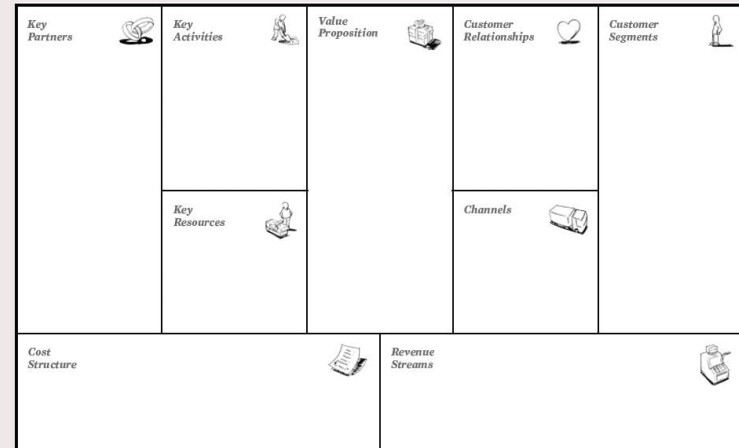 Key
Partners
Key
Activities
Value
Proposition
Customer
Relationships
Customer
Segments
Key
Resources
Channels
Cost
Structure
Revenue
Streams